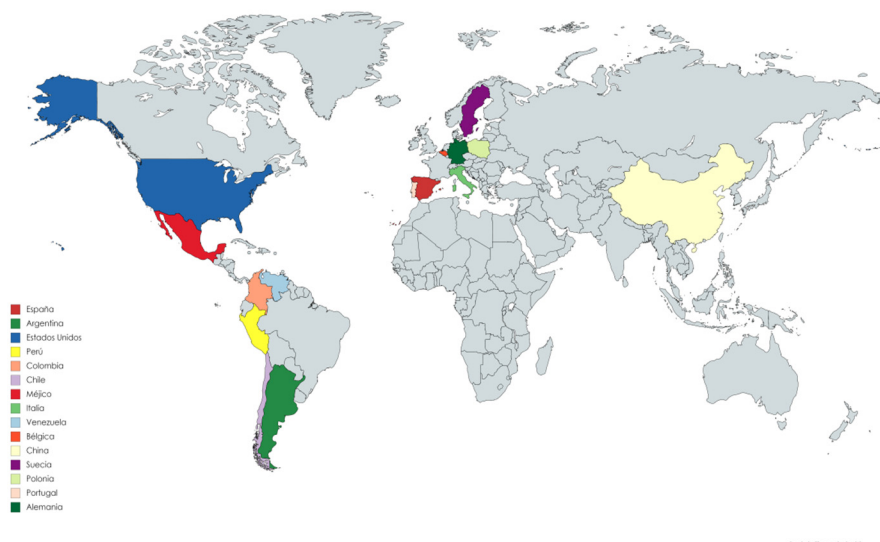 España
Argentina
Estados Unidos
Perú
Colombia
Chile
Méjico
Italia
Venezuela
Bélgica
China
Suecia
Polonia
Portugal
Alemania